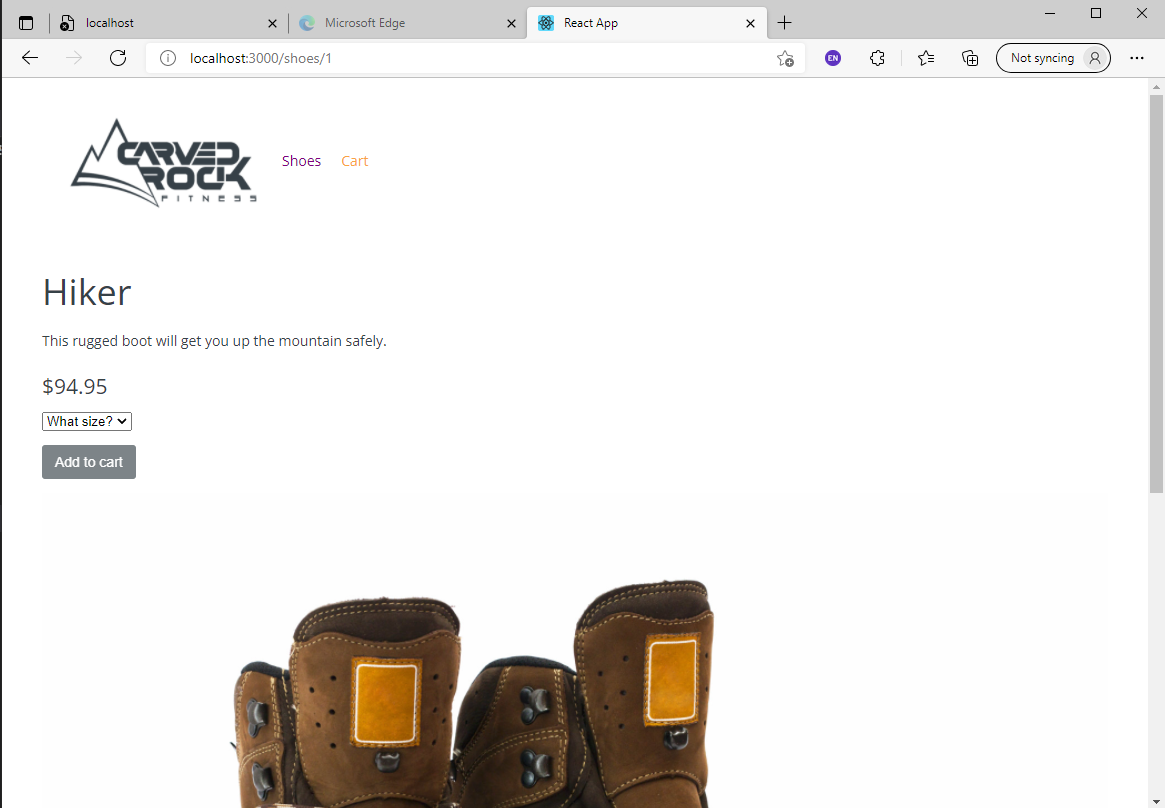 localhost
Microsoft Edge
React App
localhost:3000/shoes/1
EN
Not syncing
CARVED
ROCK
FITNESS
Shoes
Cart
Hiker
This rugged boot will get you up the mountain safely.
$94.95
What size?
Add to cart